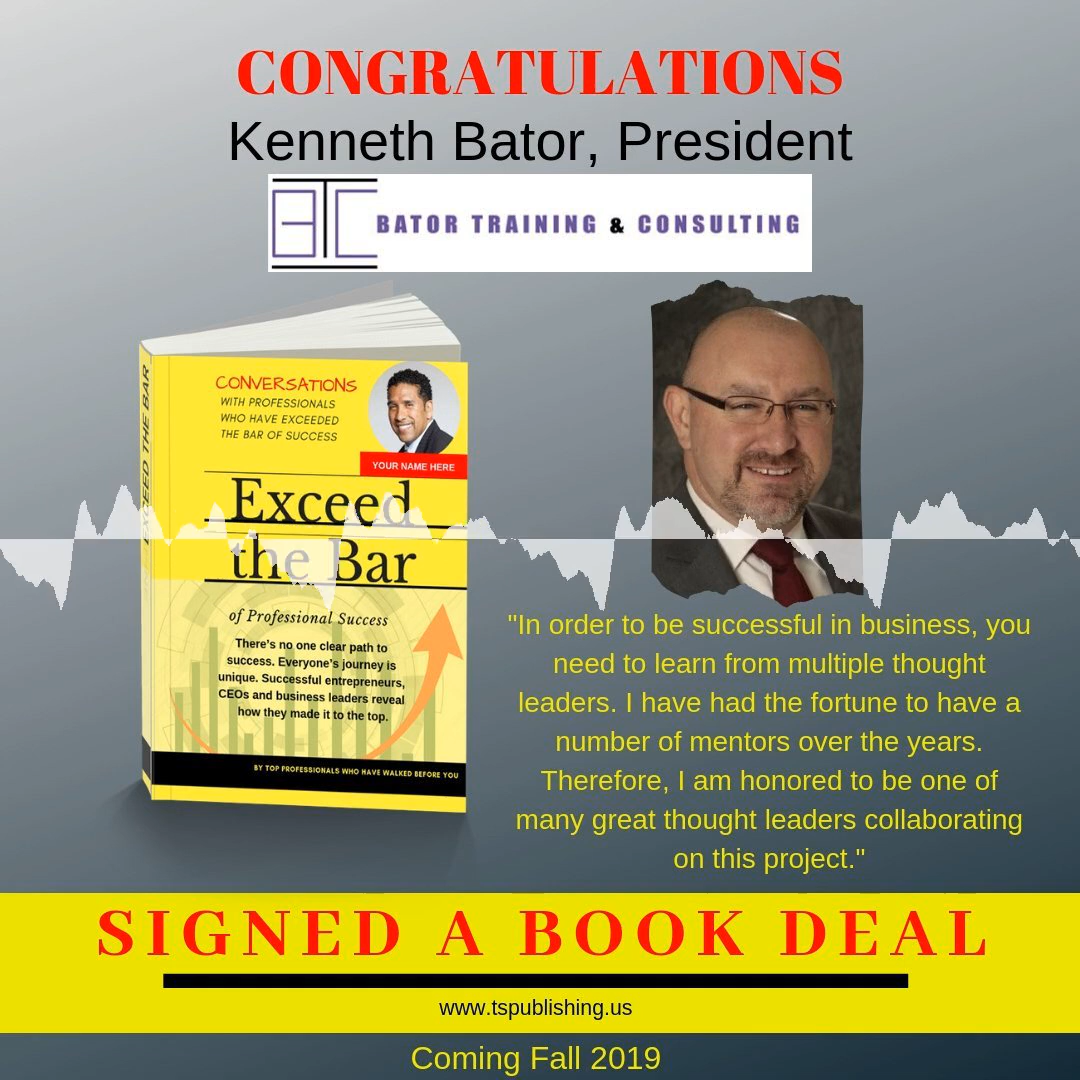 CONGRATULATIONS
Kenneth Bator, President
BTC BATOR TRAINING & CONSULTING
EXCEED THE BAR
CONVERSATIONS
WITH PROFESSIONALS
WHO HAVE EXCEEDED
THE BAR OF SUCCESS
YOUR NAME HERE
Exceed
the Bar
of Professional Success
There's no one clear path to
success. Everyone's journey is
unique. Successful entrepreneurs,
CEOs and business leaders reveal
how they made it to the top.
BY TOP PROFESSIONALS WHO HAVE WALKED BEFORE YOU
"In order to be successful in business, you
need to learn from multiple thought
leaders. I have had the fortune to have a
number of mentors over the years.
Therefore, I am honored to be one of
many great thought leaders collaborating
on this project."
SIGNED A BOOK DEAL
www.tspublishing.us
Coming Fall 2019